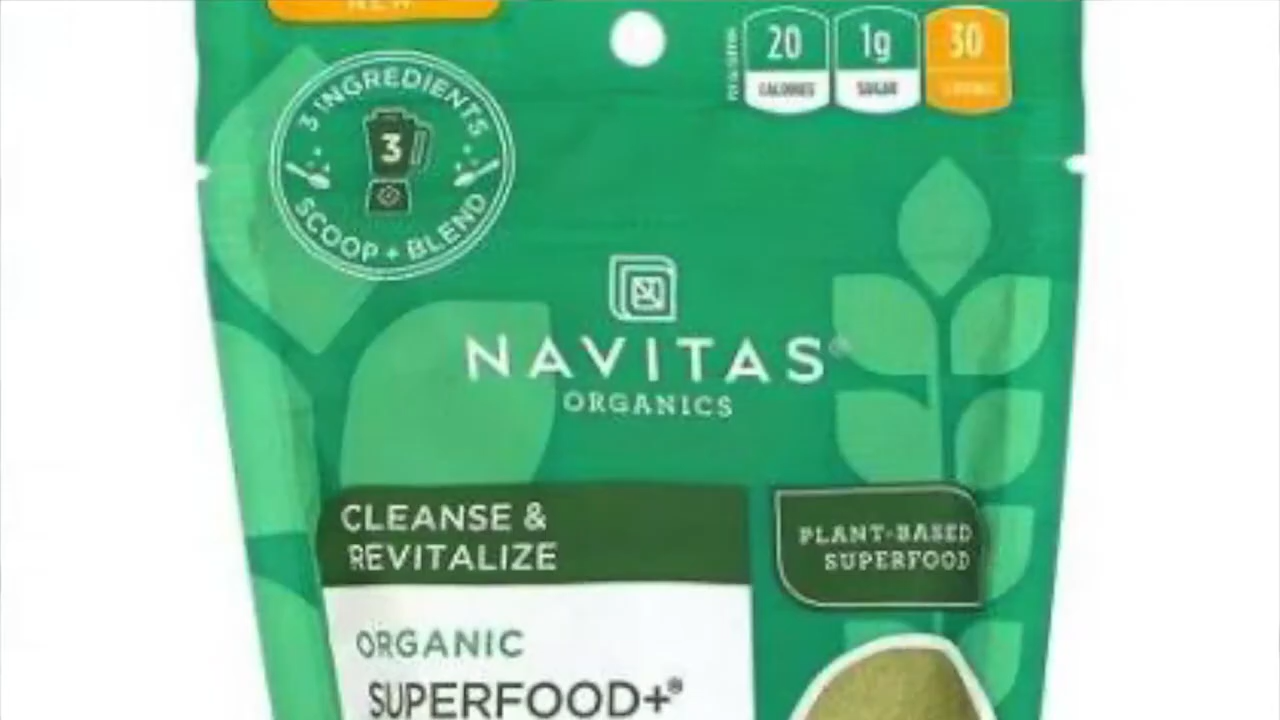 NEW
3 INGREDIENTS
3
SCOOP + BLEND
20
CALORIES
1g
SUGAR
30
NAVITAS®
ORGANICS
CLEANSE &
REVITALIZE
PLANT-BASED
SUPERFOOD
ORGANIC
SUPERFOOD+®